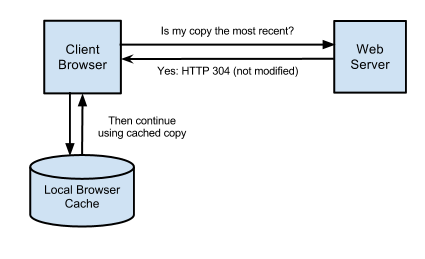 Is my copy the most recent?
Client
Browser
Web
Server
Yes: HTTP 304 (not modified)
Then continue
using cached copy
Local Browser
Cache